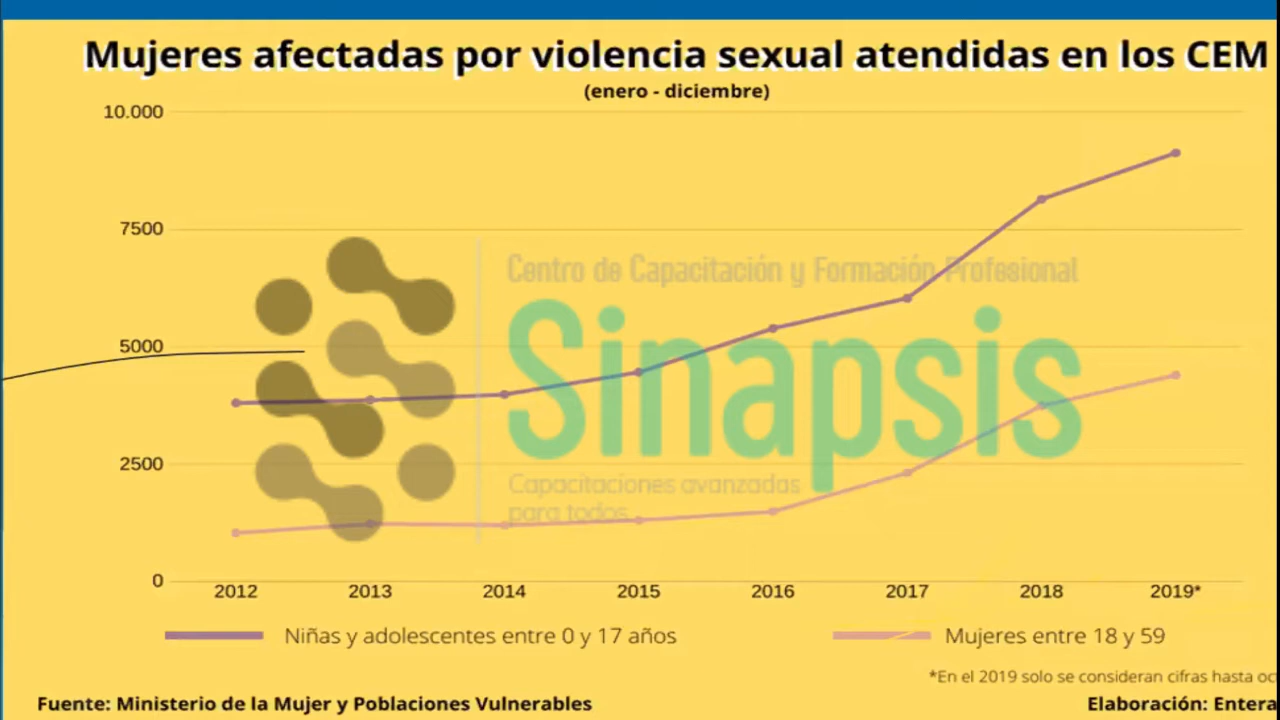 Mujeres afectadas por violencia sexual atendidas en los CEM
(enero - diciembre)
10.000
7500
Centro de Capacitación y Formación Profesional
Sinapsis
5000
2500
Capacitaciones avanzadas
para todos
0
2012 2013 2014 2015 2016 2017 2018 2019*
Niñas y adolescentes entre 0 y 17 años Mujeres entre 18 y 59
*En el 2019 solo se consideran cifras hasta oc
Fuente: Ministerio de la Mujer y Poblaciones Vulnerables Elaboración: Entera